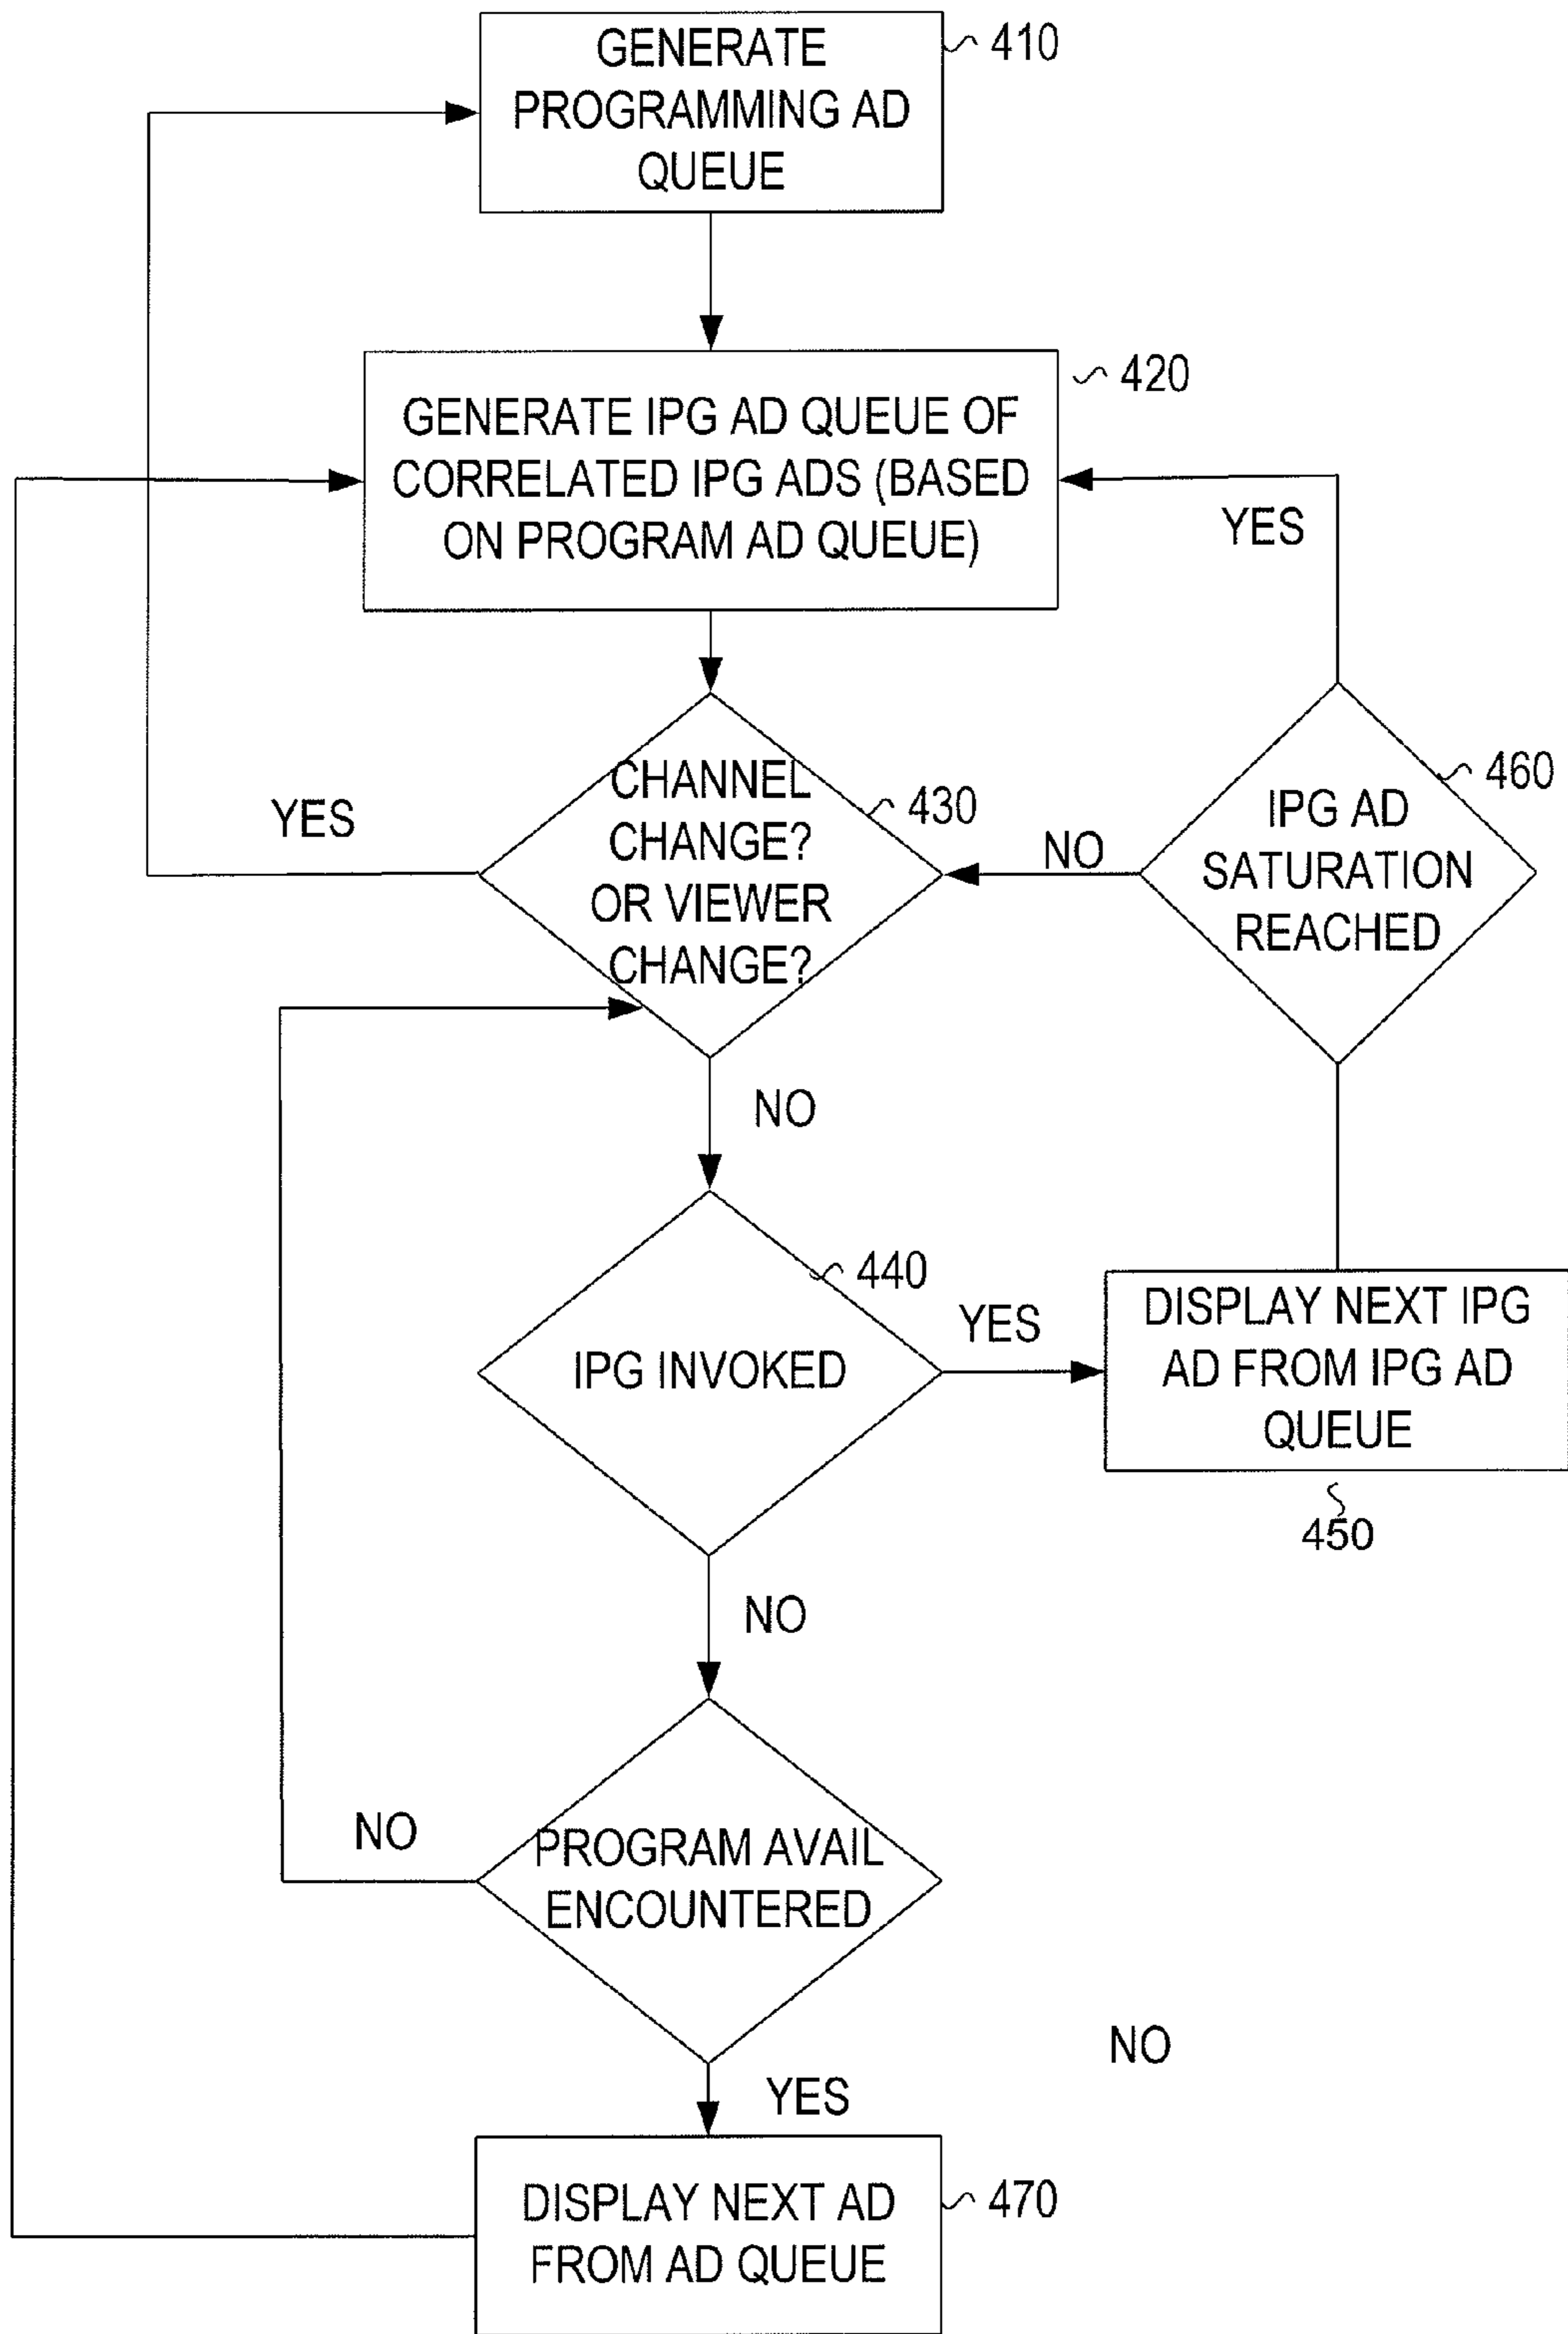 GENERATE
PROGRAMMING AD
QUEUE
410
GENERATE IPG AD QUEUE OF
CORRELATED IPG ADS (BASED
ON PROGRAM AD QUEUE)
420
YES
CHANNEL
CHANGE?
OR VIEWER
CHANGE?
430
YES
NO
IPG AD
SATURATION
REACHED
460
NO
IPG INVOKED
440
YES
DISPLAY NEXT IPG
AD FROM IPG AD
QUEUE
450
NO
PROGRAM AVAIL
ENCOUNTERED
NO
NO
YES
DISPLAY NEXT AD
FROM AD QUEUE
470